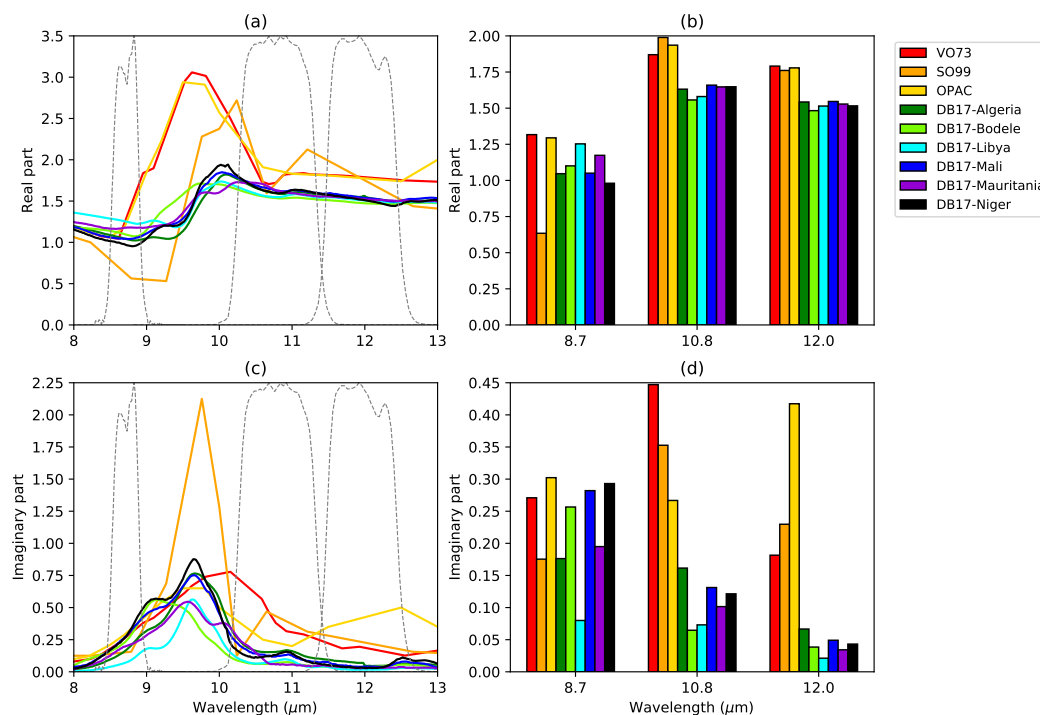 (a)
3.5
3.0
2.5
2.0
1.5
1.0
0.5
0.0
Real part
8 9 10 11 12 13
(b)
2.00
1.75
1.50
1.25
1.00
0.75
0.50
0.25
0.00
Real part
8.7 10.8 12.0
VO73
SO99
OPAC
DB17-Algeria
DB17-Bodele
DB17-Libya
DB17-Mali
DB17-Mauritania
DB17-Niger
(c)
2.25
2.00
1.75
1.50
1.25
1.00
0.75
0.50
0.25
0.00
Imaginary part
8 9 10 11 12 13
Wavelength (μm)
(d)
0.45
0.40
0.35
0.30
0.25
0.20
0.15
0.10
0.05
0.00
Imaginary part
8.7 10.8 12.0
Wavelength (μm)